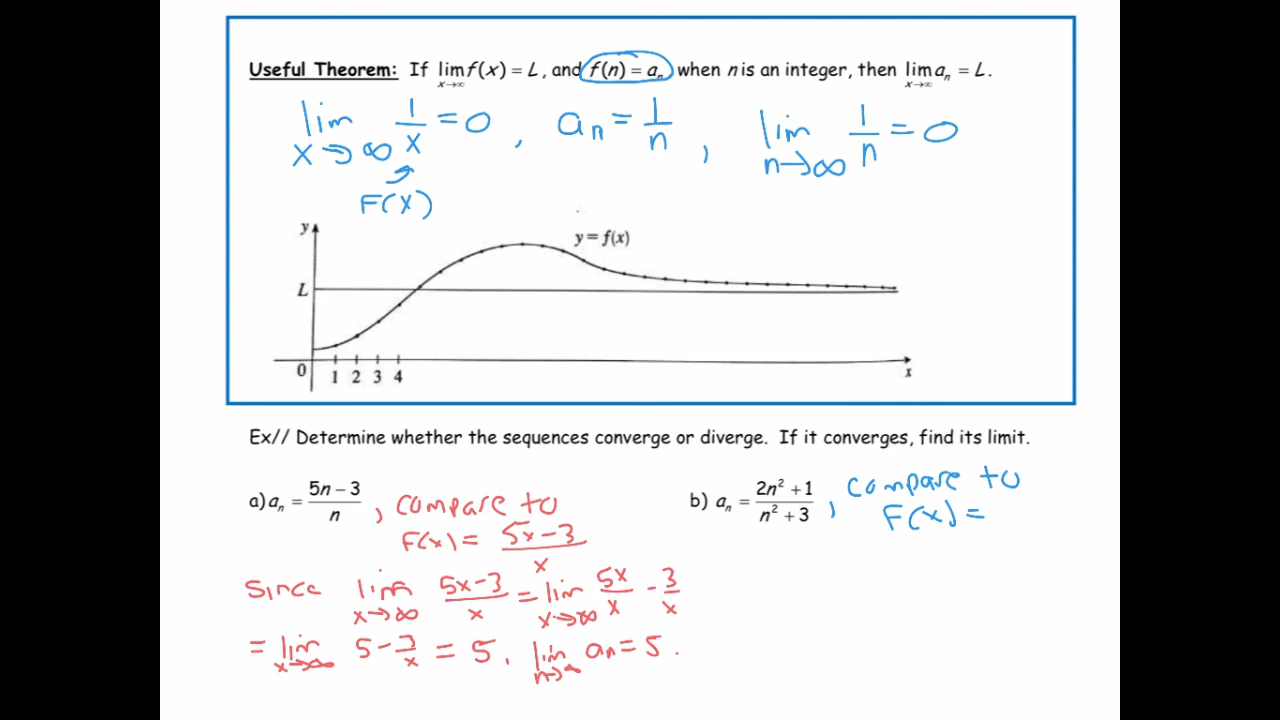 Useful Theorem: If lim f(x) = L, and f(n) = aₙ when n is an integer, then lim aₙ = L.
x→∞ x→∞
lim 1/x = 0 , aₙ = 1/n , lim 1/n = 0
x→∞ n→∞
F(x)
y
y = f(x)
L
0 1 2 3 4 x
Ex// Determine whether the sequences converge or diverge. If it converges, find its limit.
a) aₙ = (5n − 3)/n , compare to
F(x) = (5x − 3)/x
Since lim (5x − 3)/x = lim 5x/x − 3/x
x→∞ x→∞
= lim 5 − 3/x = 5 , lim aₙ = 5 .
x→∞ n→∞
b) aₙ = (2n² + 1)/(n² + 3) , compare to
F(x) =